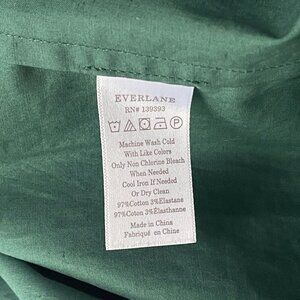 EVERLANE
RN# 139393
Machine Wash Cold
With Like Colors
Only Non Chlorine Bleach
When Needed
Cool Iron If Needed
Or Dry Clean
97%Cotton 3%Elastane
97%Coton 3%Élasthanne
Made in China
Fabriqué en Chine